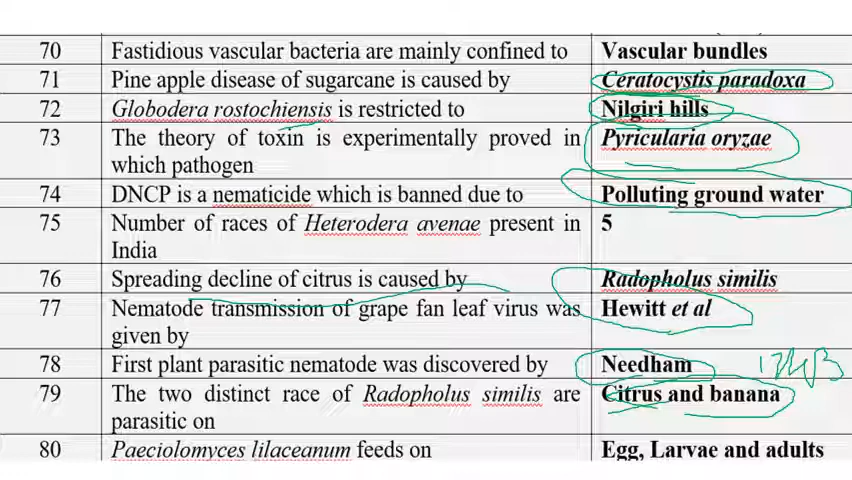 70 Fastidious vascular bacteria are mainly confined to Vascular bundles
71 Pine apple disease of sugarcane is caused by Ceratocystis paradoxa
72 Globodera rostochiensis is restricted to Nilgiri hills
73 The theory of toxin is experimentally proved in Pyricularia oryzae
which pathogen
74 DNCP is a nematicide which is banned due to Polluting ground water
75 Number of races of Heterodera avenae present in 5
India
76 Spreading decline of citrus is caused by Radopholus similis
77 Nematode transmission of grape fan leaf virus was Hewitt et al
given by
78 First plant parasitic nematode was discovered by Needham
79 The two distinct race of Radopholus similis are Citrus and banana
parasitic on
80 Paeciolomyces lilaceanum feeds on Egg, Larvae and adults